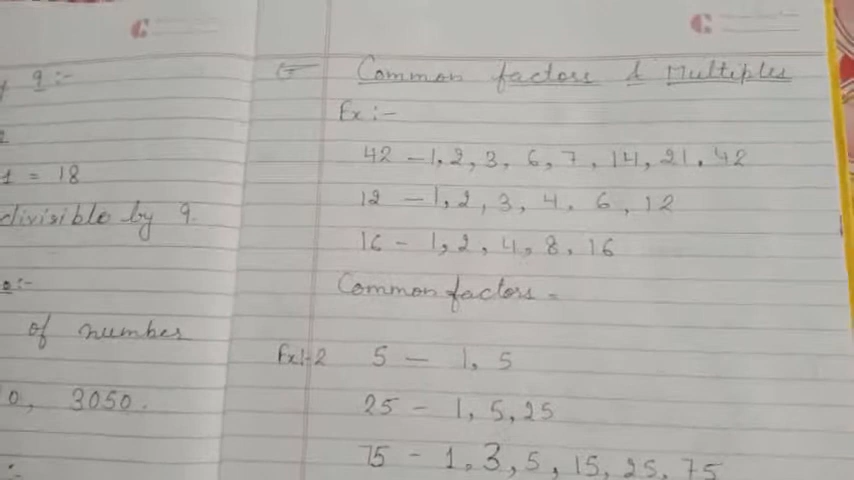 9:-
1 = 18
divisible by 9.
of number
0, 3050.
Common factors & Multiples
Ex:-
42 - 1, 2, 3, 6, 7, 14, 21, 42
12 - 1, 2, 3, 4, 6, 12
16 - 1, 2, 4, 8, 16
Common factors =
Ex:-2 5 - 1, 5
25 - 1, 5, 25
75 - 1, 3, 5, 15, 25, 75